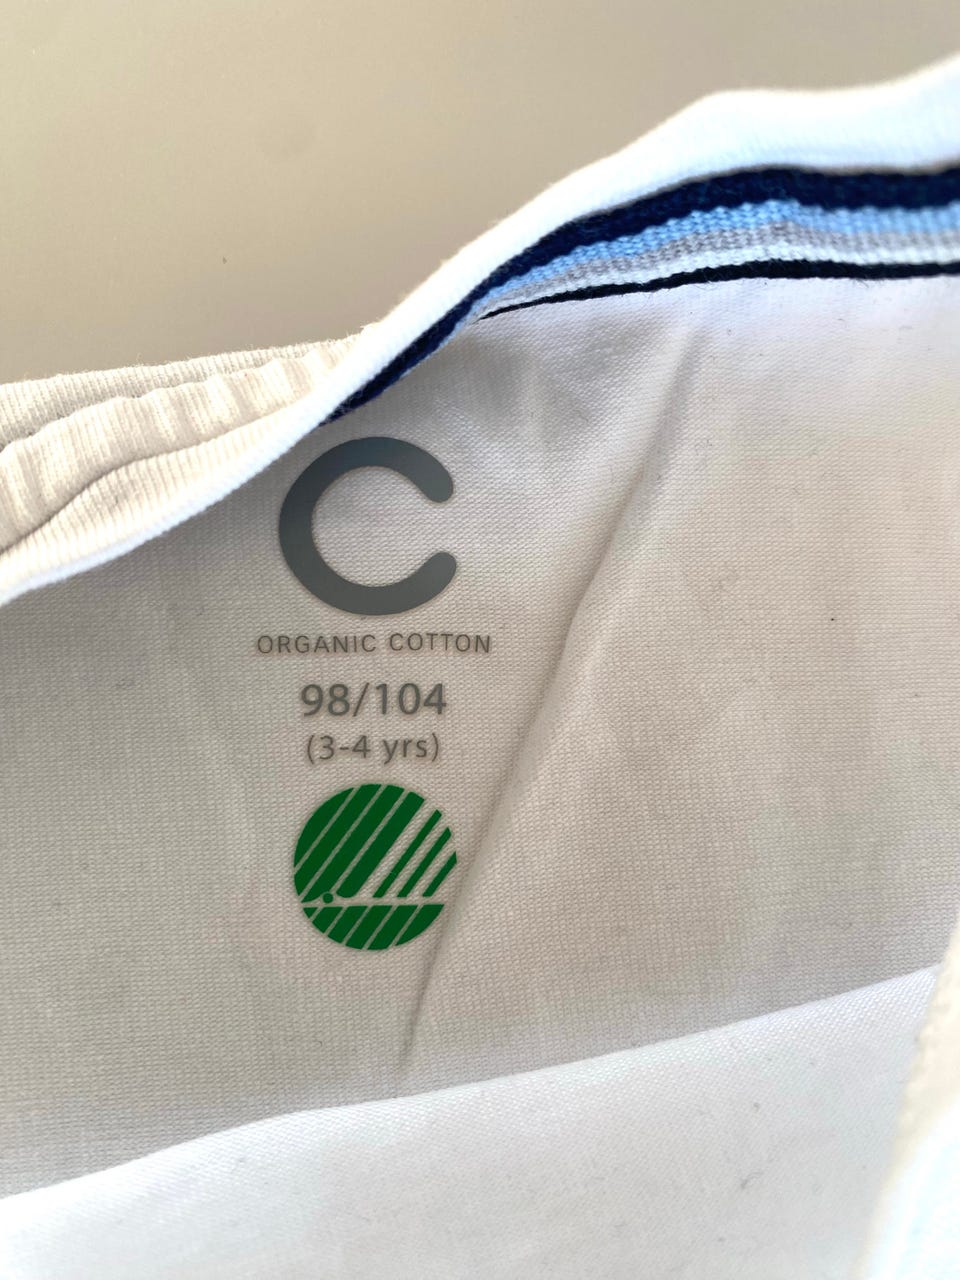 C
ORGANIC COTTON
98/104
(3-4 yrs)